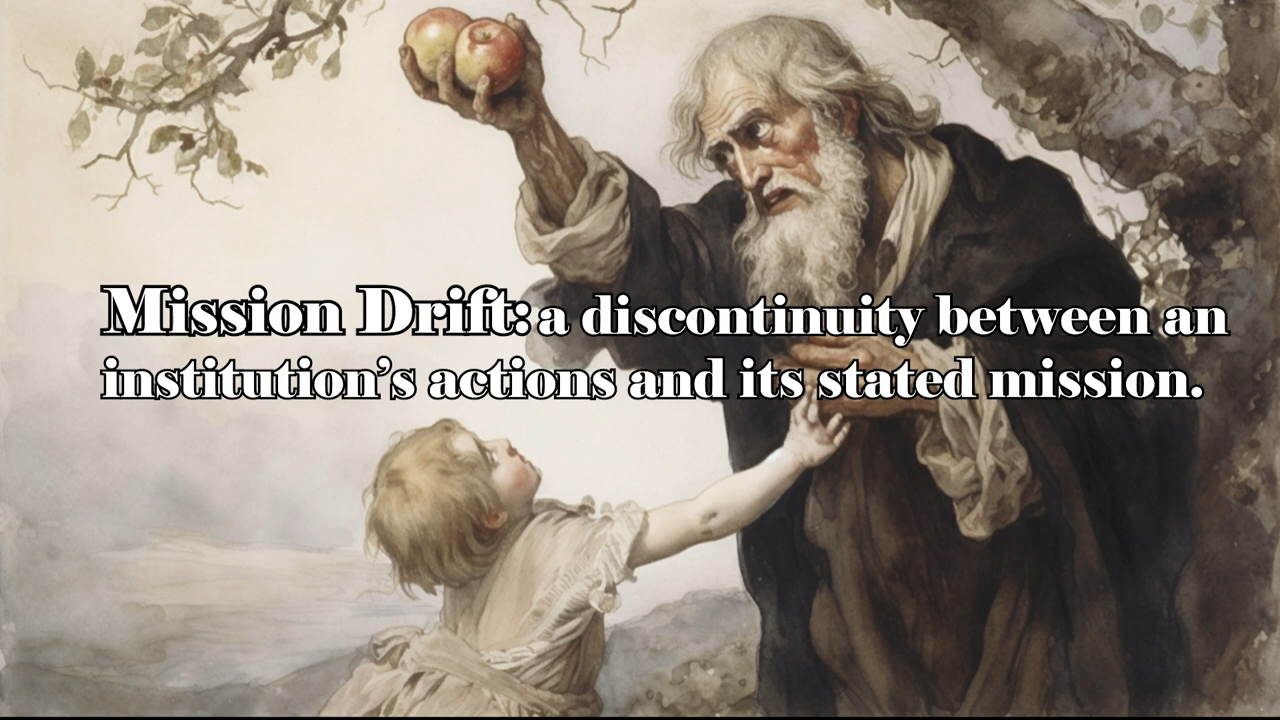 Mission Drift: a discontinuity between an
institution’s actions and its stated mission.